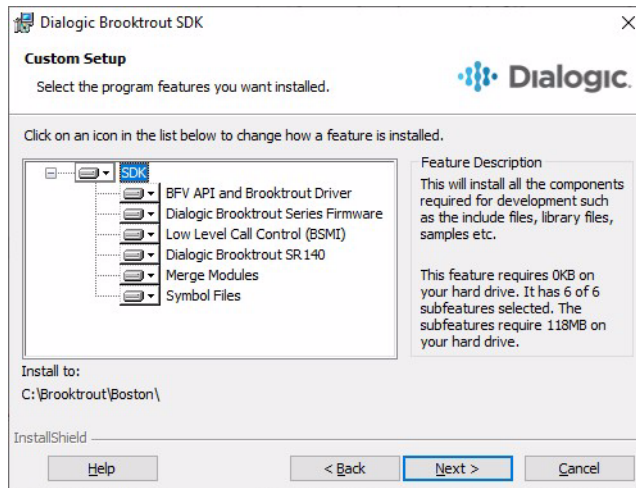 Dialogic Brooktrout SDK
Custom Setup
Select the program features you want installed.
Dialogic.
Click on an icon in the list below to change how a feature is installed.
SDK
BFV API and Brooktrout Driver
Dialogic Brooktrout Series Firmware
Low Level Call Control (BSMI)
Dialogic Brooktrout SR140
Merge Modules
Symbol Files
Feature Description
This will install all the components
required for development such
as the include files, library files,
samples etc.
This feature requires 0KB on
your hard drive. It has 6 of 6
subfeatures selected. The
subfeatures require 118MB on
your hard drive.
Install to:
C:\Brooktrout\Boston\
InstallShield
Help
< Back
Next >
Cancel